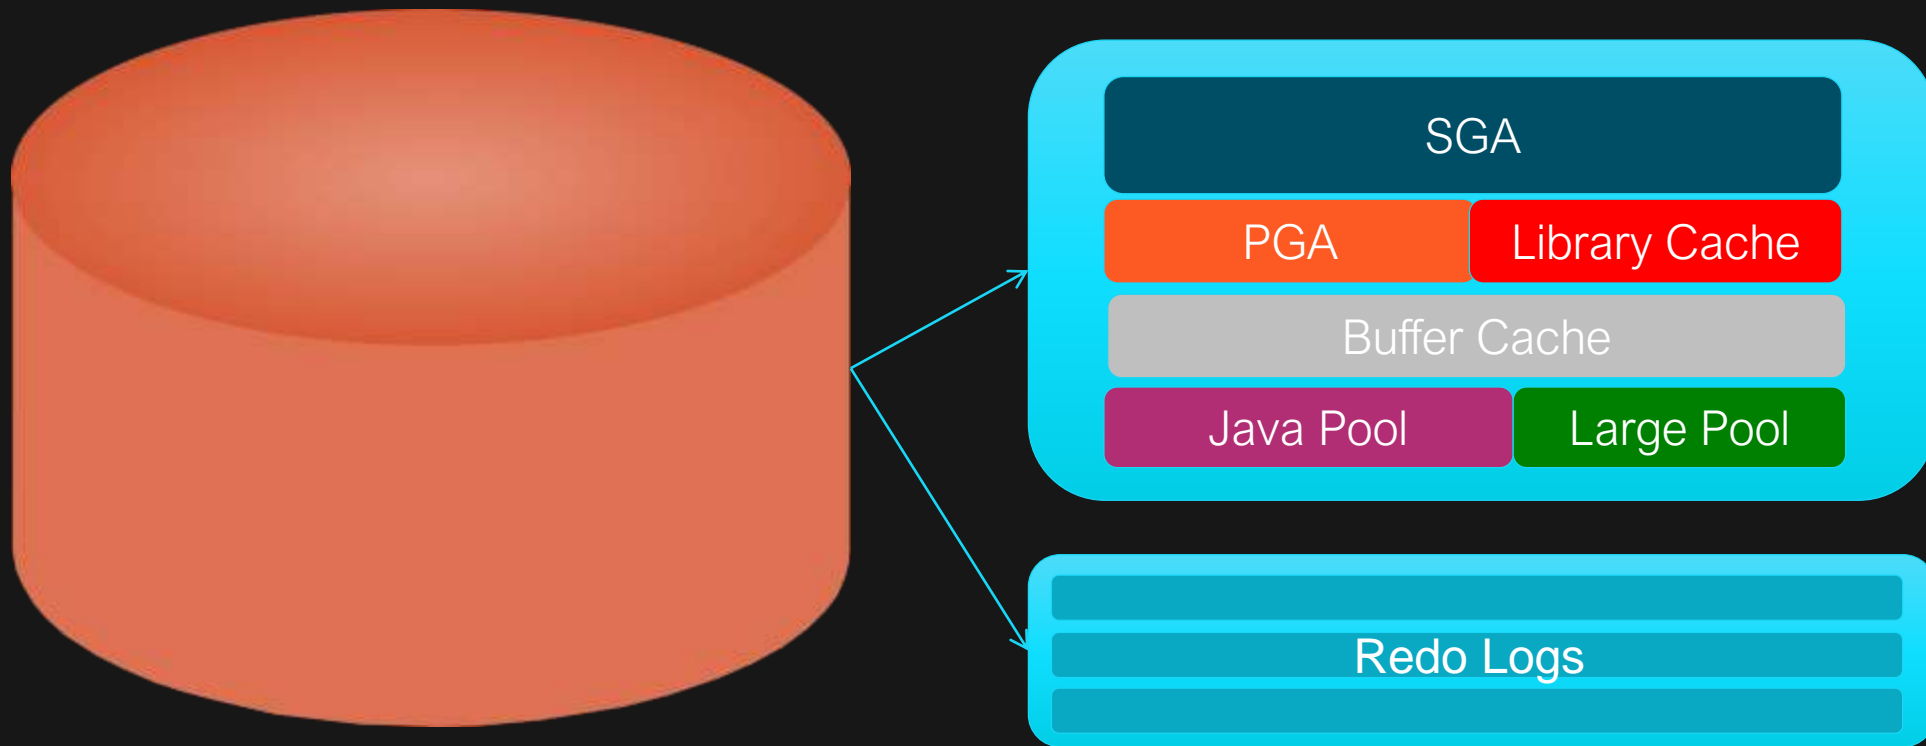 SGA
PGA
Library Cache
Buffer Cache
Java Pool
Large Pool
Redo Logs